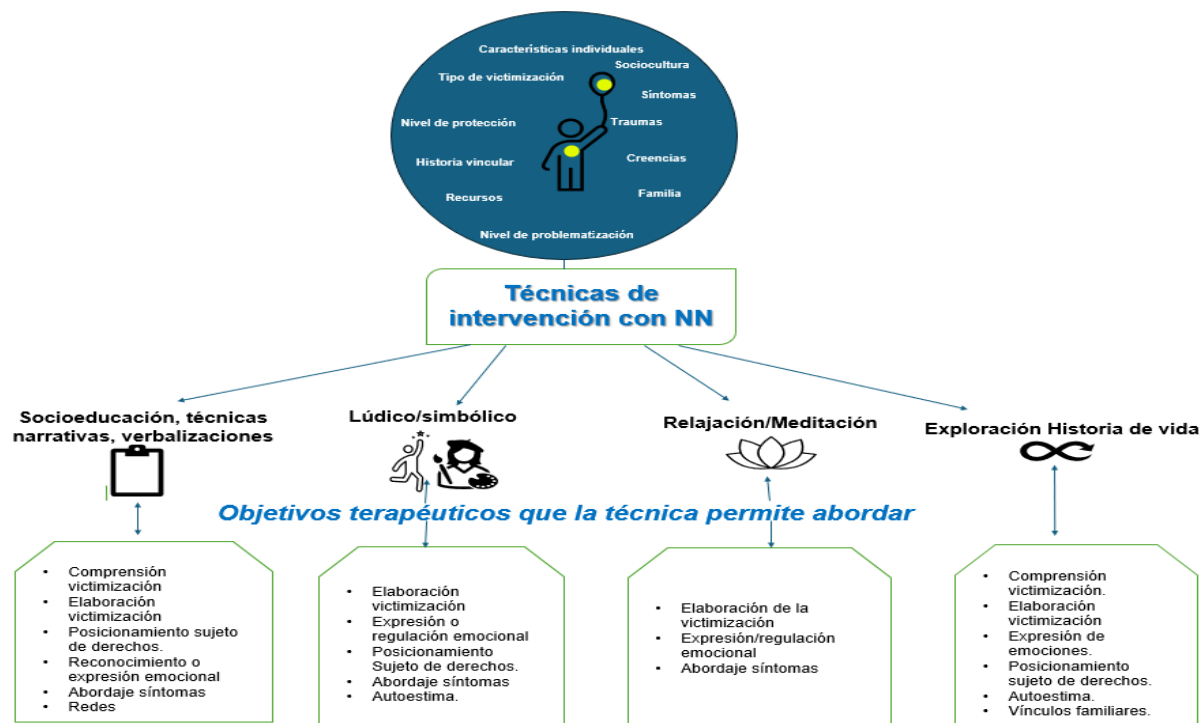 Características individuales
Sociocultura
Tipo de victimización
Síntomas
Nivel de protección
Traumas
Historia vincular
Creencias
Recursos
Familia
Nivel de problematización
Técnicas de
intervención con NN
Socioeducación, técnicas
narrativas, verbalizaciones
Lúdico/simbólico
Relajación/Meditación
Exploración Historia de vida
Objetivos terapéuticos que la técnica permite abordar
• Comprensión
victimización
• Elaboración
victimización
• Posicionamiento sujeto
de derechos.
• Reconocimiento o
expresión emocional
• Abordaje síntomas
• Redes
• Elaboración
victimización
• Expresión o
regulación emocional
• Posicionamiento
Sujeto de derechos.
• Abordaje síntomas
• Autoestima.
• Elaboración de la
victimización
• Expresión/regulación
emocional
• Abordaje síntomas
• Comprensión
victimización.
• Elaboración
victimización
• Expresión de
emociones.
• Posicionamiento
sujeto de derechos.
• Autoestima.
• Vínculos familiares.